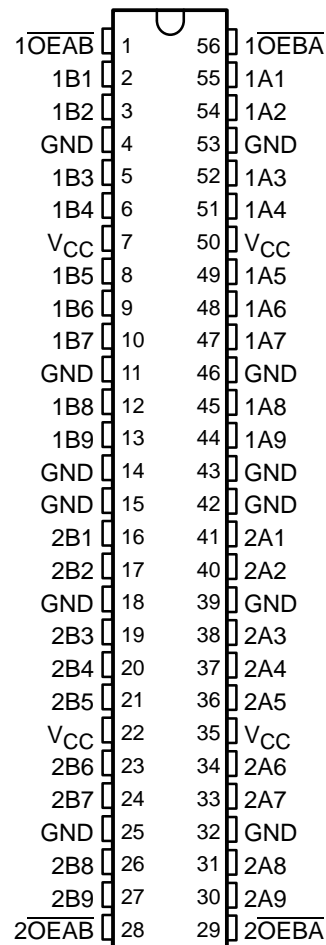 1O̅E̅A̅B̅ 1 56 1O̅E̅B̅A̅
1B1 2 55 1A1
1B2 3 54 1A2
GND 4 53 GND
1B3 5 52 1A3
1B4 6 51 1A4
VCC 7 50 VCC
1B5 8 49 1A5
1B6 9 48 1A6
1B7 10 47 1A7
GND 11 46 GND
1B8 12 45 1A8
1B9 13 44 1A9
GND 14 43 GND
GND 15 42 GND
2B1 16 41 2A1
2B2 17 40 2A2
GND 18 39 GND
2B3 19 38 2A3
2B4 20 37 2A4
2B5 21 36 2A5
VCC 22 35 VCC
2B6 23 34 2A6
2B7 24 33 2A7
GND 25 32 GND
2B8 26 31 2A8
2B9 27 30 2A9
2O̅E̅A̅B̅ 28 29 2O̅E̅B̅A̅